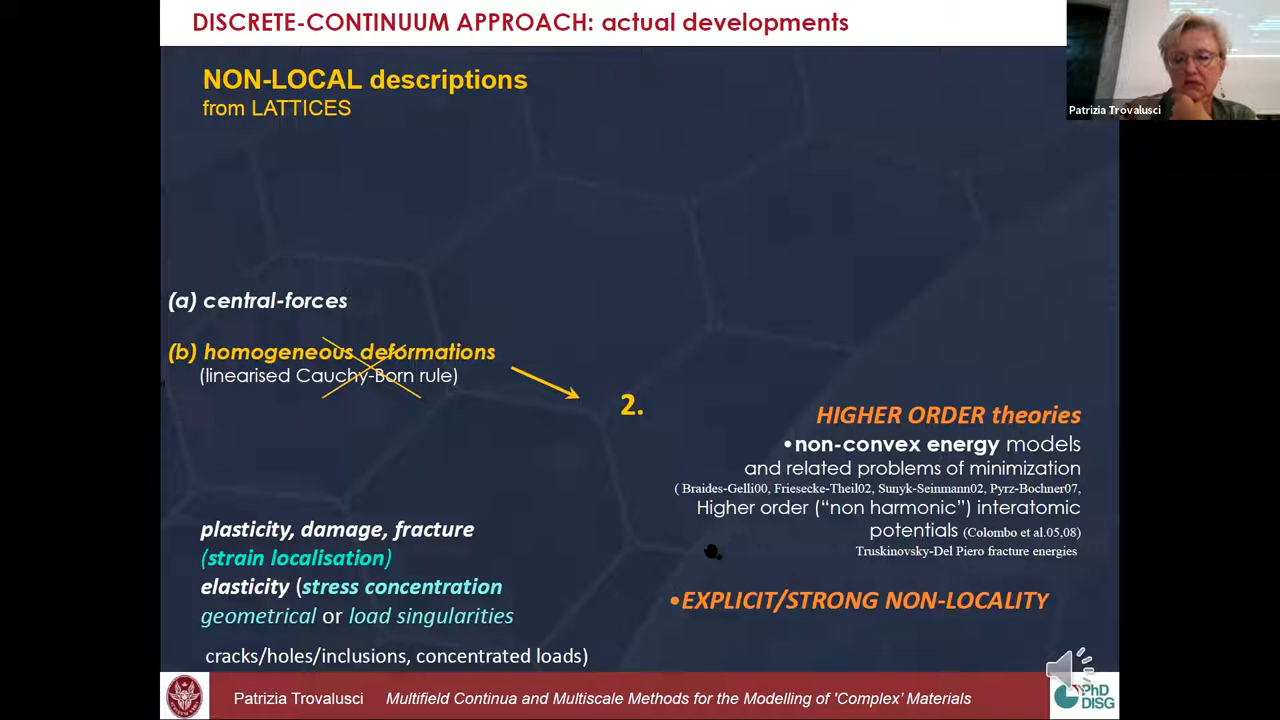 DISCRETE-CONTINUUM APPROACH: actual developments
Patrizia Trovalusci
NON-LOCAL descriptions
from LATTICES
(a) central-forces
(b) homogeneous deformations
(linearised Cauchy-Born rule)
2.
HIGHER ORDER theories
•non-convex energy models
and related problems of minimization
( Braides-Gelli00, Friesecke-Theil02, Sunyk-Seinmann02, Pyrz-Bochner07,
Higher order (“non harmonic”) interatomic
potentials (Colombo et al.05,08)
Truskinovsky-Del Piero fracture energies
•EXPLICIT/STRONG NON-LOCALITY
plasticity, damage, fracture
(strain localisation)
elasticity (stress concentration
geometrical or load singularities
cracks/holes/inclusions, concentrated loads)
Patrizia Trovalusci Multifield Continua and Multiscale Methods for the Modelling of 'Complex’ Materials
PhD
DISG